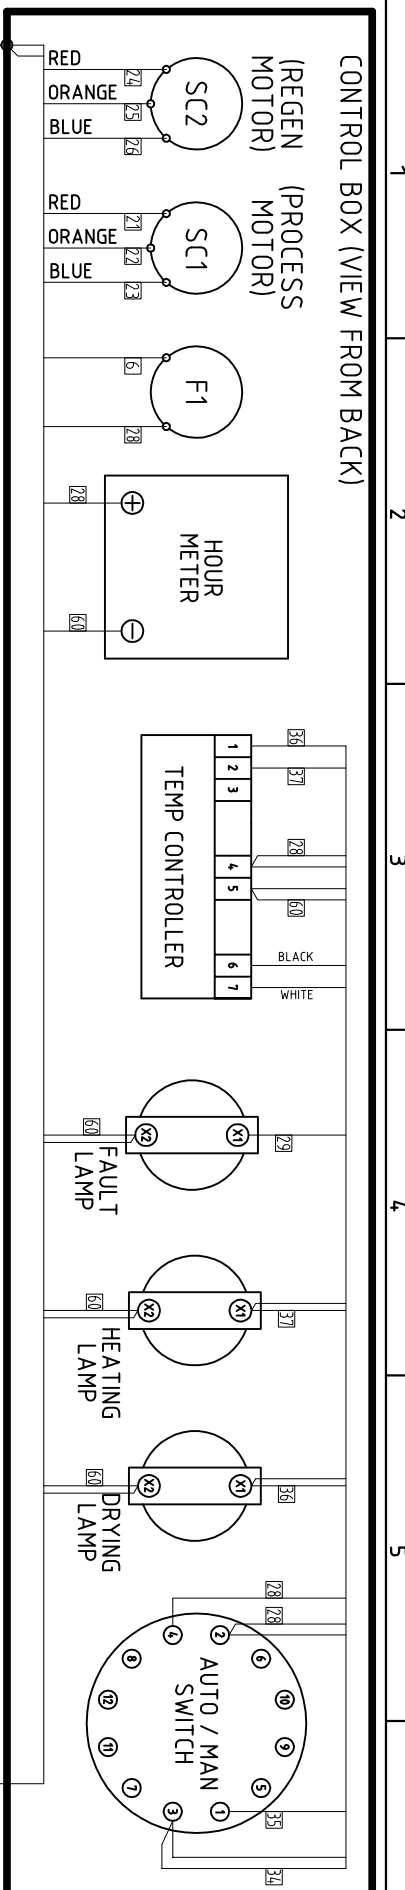 CONTROL BOX (VIEW FROM BACK)
1
2
3
4
5
(REGEN
MOTOR)
SC2
RED
24
ORANGE
25
BLUE
26
(PROCESS
MOTOR)
SC1
RED
21
ORANGE
22
BLUE
23
F1
6
28
HOUR
METER
+
28
−
60
TEMP CONTROLLER
1
2
3
4
5
6
7
36
37
28
60
BLACK
WHITE
X1
29
X2
60
FAULT
LAMP
X1
37
X2
60
HEATING
LAMP
X1
36
X2
60
DRYING
LAMP
28
28
AUTO / MAN
SWITCH
4
2
8
6
12
10
11
9
7
5
3
1
35
34